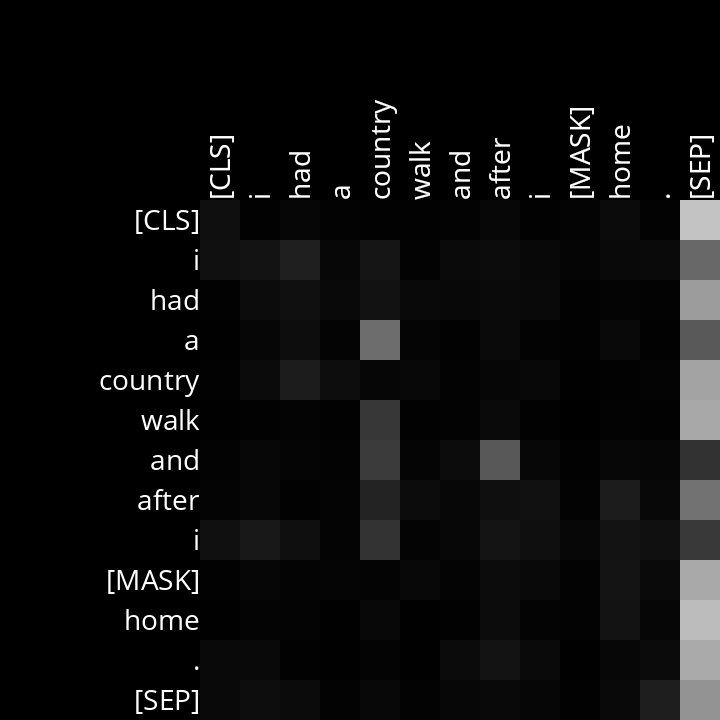 [CLS] i had a country walk and after i [MASK] home . [SEP]
[CLS]
i
had
a
country
walk
and
after
i
[MASK]
home
.
[SEP]